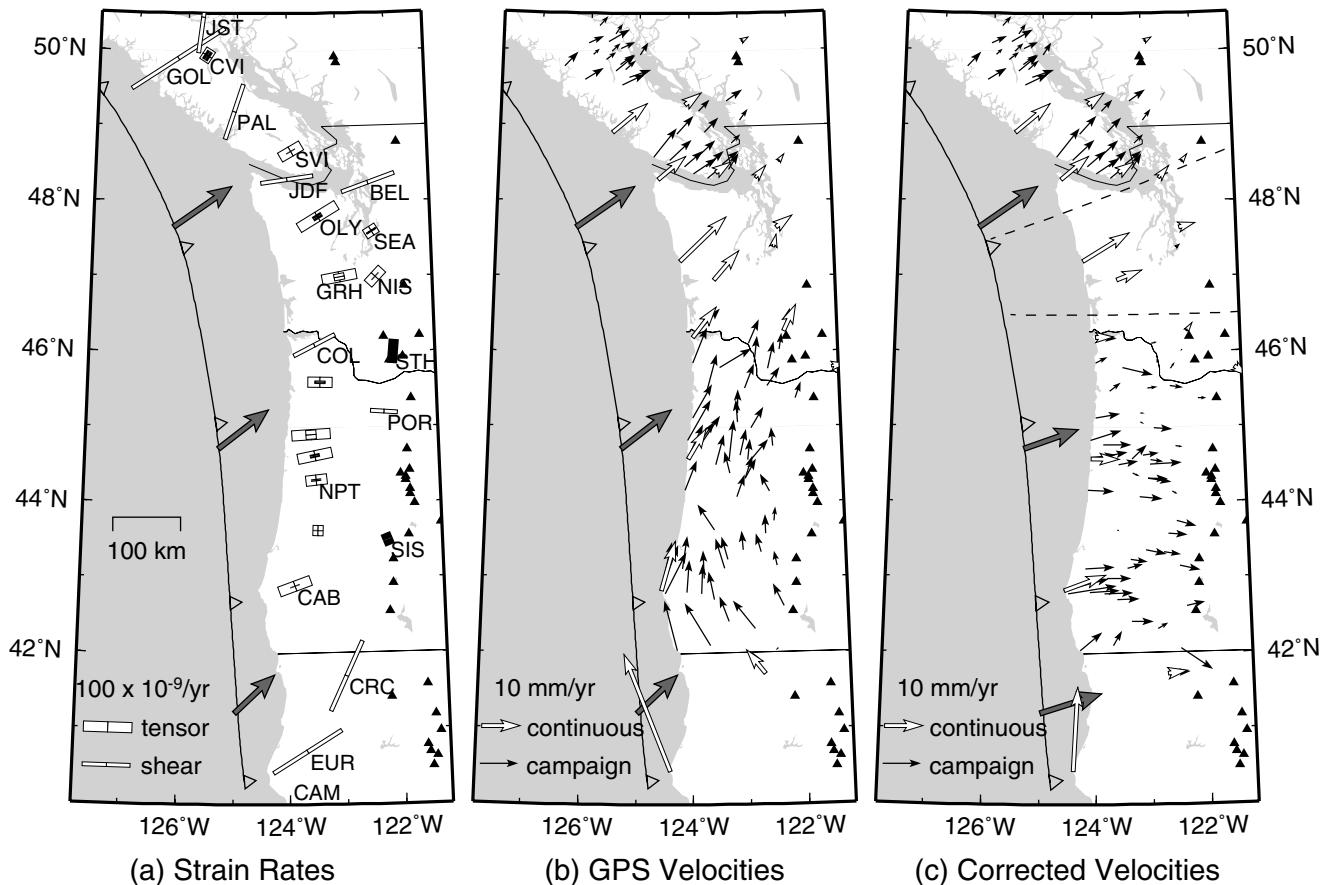 JST
50°N
50°N
GOL
CVI
PAL
SVI
JDF
BEL
48°N
48°N
OLY
SEA
GRH
NIS
46°N
46°N
COL
STH
POR
44°N
44°N
NPT
100 km
SIS
CAB
42°N
42°N
100 x 10-9/yr
CRC
10 mm/yr
10 mm/yr
tensor
continuous
continuous
shear
EUR
campaign
campaign
CAM
126°W
124°W
122°W
126°W
124°W
122°W
126°W
124°W
122°W
(a) Strain Rates
(b) GPS Velocities
(c) Corrected Velocities